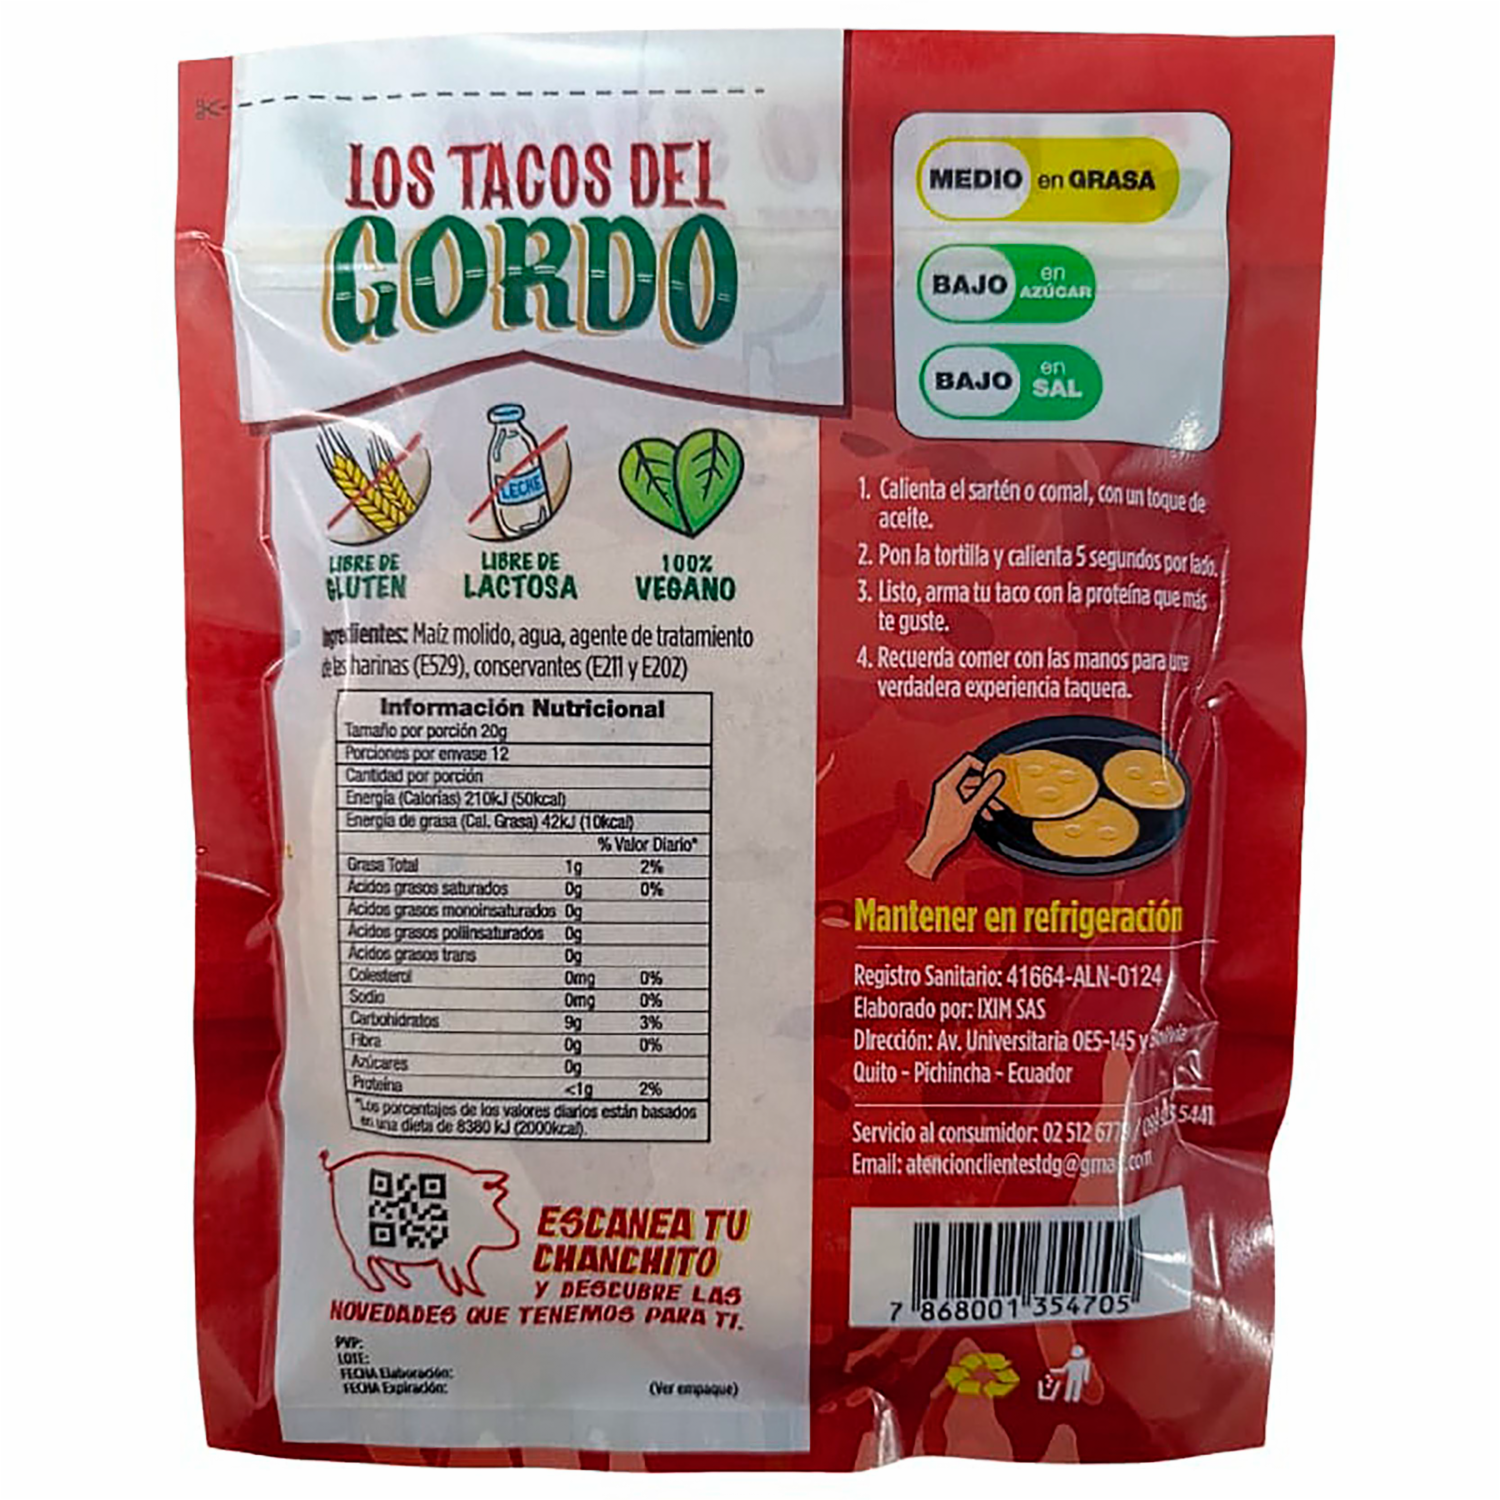 LOS TACOS DEL
GORDO
LIBRE DE
GLUTEN
LECHE
LIBRE DE
LACTOSA
100%
VEGANO
Ingredientes: Maíz molido, agua, agente de tratamiento
de las harinas (E529), conservantes (E211 y E202)
Información Nutricional
Tamaño por porción 20g
Porciones por envase 12
Cantidad por porción
Energía (Calorías) 210kJ (50kcal)
Energía de grasa (Cal. Grasa) 42kJ (10kcal)
% Valor Diario*
Grasa Total 1g 2%
Ácidos grasos saturados 0g 0%
Ácidos grasos monoinsaturados 0g
Ácidos grasos poliinsaturados 0g
Ácidos grasos trans 0g
Colesterol 0mg 0%
Sodio 0mg 0%
Carbohidratos 9g 3%
Fibra 0g 0%
Azúcares 0g
Proteína <1g 2%
*Los porcentajes de los valores diarios están basados
en una dieta de 8380 kJ (2000kcal).
ESCANEA TU
CHANCHITO
Y DESCUBRE LAS
NOVEDADES QUE TENEMOS PARA TI.
PVP:
LOTE:
FECHA Elaboración:
FECHA Expiración:
(Ver empaque)
MEDIO en GRASA
BAJO en AZÚCAR
BAJO en SAL
1. Calienta el sartén o comal, con un toque de
aceite.
2. Pon la tortilla y calienta 5 segundos por lado.
3. Listo, arma tu taco con la proteína que más
te guste.
4. Recuerda comer con las manos para una
verdadera experiencia taquera.
Mantener en refrigeración
Registro Sanitario: 41664-ALN-0124
Elaborado por: IXIM SAS
DIrección: Av. Universitaria OE5-145 y Bolivia
Quito - Pichincha - Ecuador
Servicio al consumidor: 02 512 / 5441
Email: atencionclientestdg@gmail.com
7 868001 354705